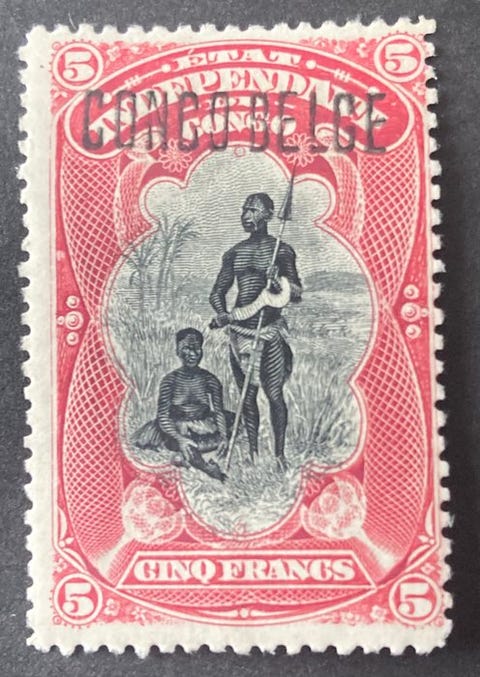 5 ÉTAT 5
INDÉPENDANT
CONGO BELGE
CONGO
CINQ FRANCS
5 5